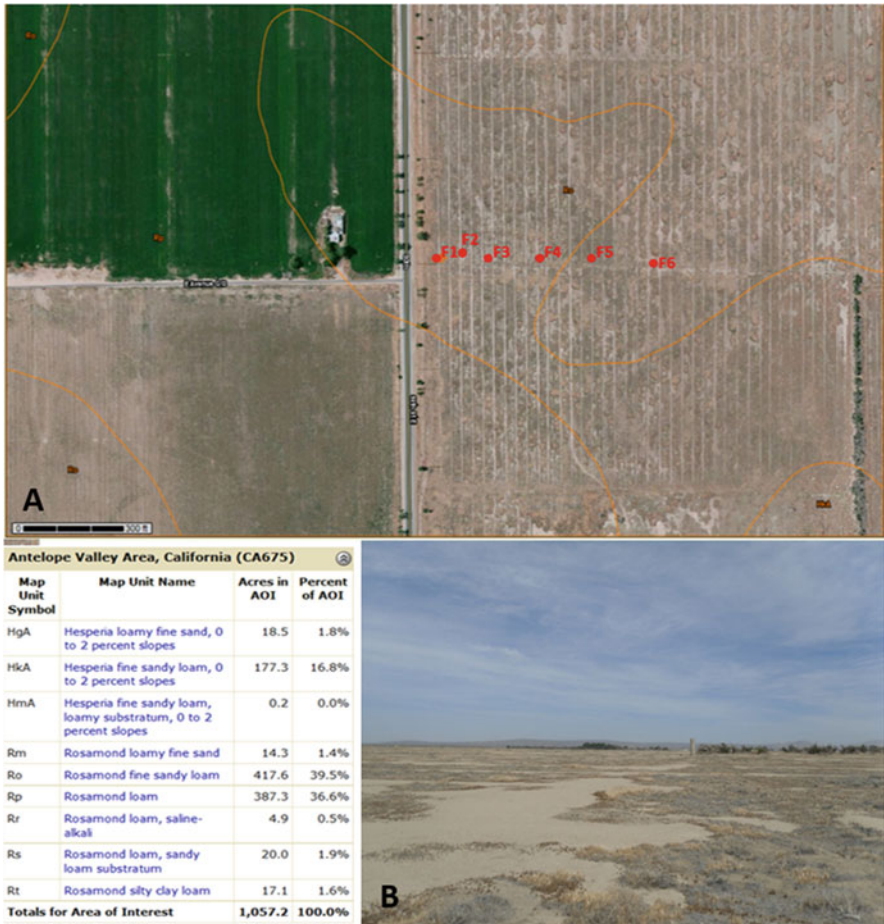 F1
F2
F3
F4
F5
F6
Ro
HkA
A
0
300 ft
Antelope Valley Area, California (CA675)
Map Unit Symbol
Map Unit Name
Acres in AOI
Percent of AOI
HgA
Hesperia loamy fine sand, 0
to 2 percent slopes
18.5
1.8%
HkA
Hesperia fine sandy loam, 0
to 2 percent slopes
177.3
16.8%
HmA
Hesperia fine sandy loam,
loamy substratum, 0 to 2
percent slopes
0.2
0.0%
Rm
Rosamond loamy fine sand
14.3
1.4%
Ro
Rosamond fine sandy loam
417.6
39.5%
Rp
Rosamond loam
387.3
36.6%
Rr
Rosamond loam, saline-
alkali
4.9
0.5%
Rs
Rosamond loam, sandy
loam substratum
20.0
1.9%
Rt
Rosamond silty clay loam
17.1
1.6%
Totals for Area of Interest
1,057.2
100.0%
B